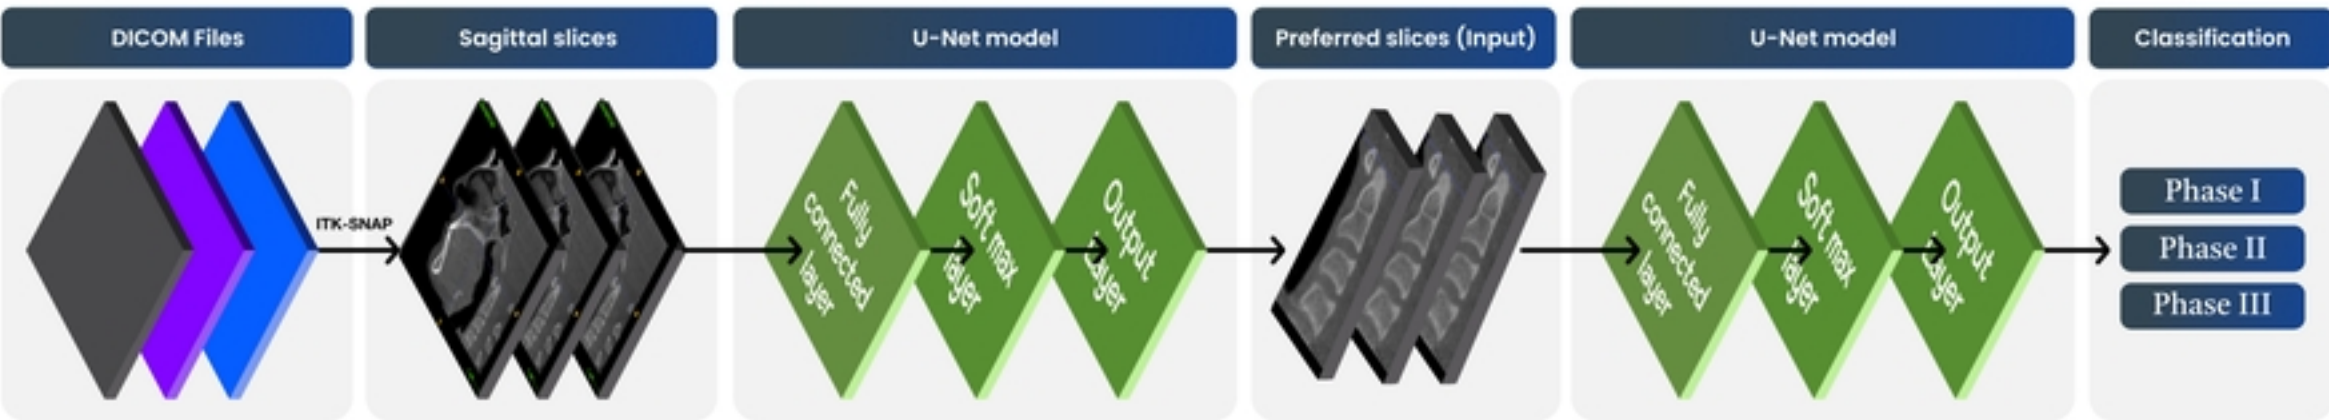 DICOM Files
Sagittal slices
U-Net model
Preferred slices (Input)
U-Net model
Classification
ITK-SNAP
Fully
connected
layer
Soft max
layer
Output
Layer
Fully
connected
layer
Soft max
layer
Output
Layer
Phase I
Phase II
Phase III